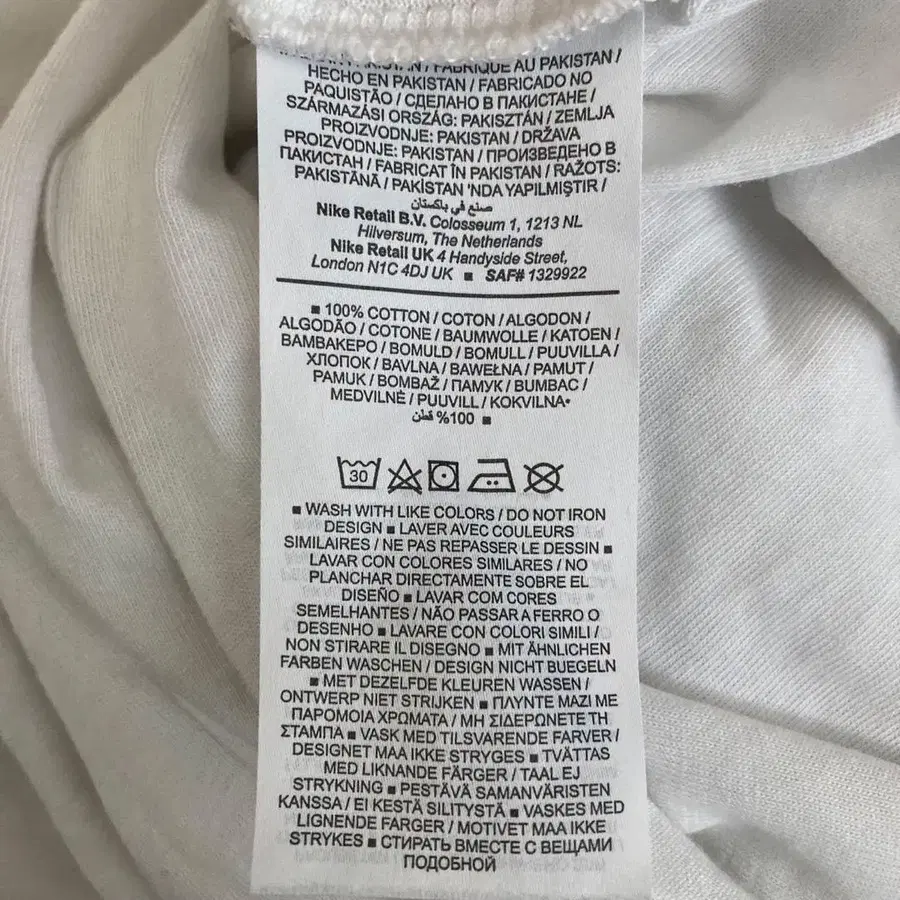 FABRIQUE AU PAKISTAN /
HECHO EN PAKISTAN / FABRICADO NO
PAQUISTÃO / СДЕЛАНО В ПАКИСТАНЕ /
SZÁRMAZÁSI ORSZÁG: PAKISZTÁN / ZEMLJA
PROIZVODNJE: PAKISTAN / DRŽAVA
PROIZVODNJE: PAKISTAN / ПРОИЗВЕДЕНО В
ПАКИСТАН / FABRICAT ÎN PAKISTAN / RAŽOTS:
PAKISTĀNĀ / PAKİSTAN 'NDA YAPILMIŞTIR /
صنع في باكستان
Nike Retail B.V. Colosseum 1, 1213 NL
Hilversum, The Netherlands
Nike Retail UK 4 Handyside Street,
London N1C 4DJ UK ■ SAF# 1329922
■ 100% COTTON / COTON / ALGODON /
ALGODÃO / COTONE / BAUMWOLLE / KATOEN /
ΒΑΜΒΑΚΕΡΟ / BOMULD / BOMULL / PUUVILLA /
ХЛОПОК / BAVLNA / BAWEŁNA / PAMUT /
PAMUK / BOMBAŽ / ПАМУК / BUMBAC /
MEDVILNĖ / PUUVILL / KOKVILNA•
%100 قطن ■
30
■ WASH WITH LIKE COLORS / DO NOT IRON
DESIGN ■ LAVER AVEC COULEURS
SIMILAIRES / NE PAS REPASSER LE DESSIN ■
LAVAR CON COLORES SIMILARES / NO
PLANCHAR DIRECTAMENTE SOBRE EL
DISEÑO ■ LAVAR COM CORES
SEMELHANTES / NÃO PASSAR A FERRO O
DESENHO ■ LAVARE CON COLORI SIMILI /
NON STIRARE IL DISEGNO ■ MIT ÄHNLICHEN
FARBEN WASCHEN / DESIGN NICHT BUEGELN
■ MET DEZELFDE KLEUREN WASSEN /
ONTWERP NIET STRIJKEN ■ ΠΛΥΝΤΕ ΜΑΖΙ ΜΕ
ΠΑΡΟΜΟΙΑ ΧΡΩΜΑΤΑ / ΜΗ ΣΙΔΕΡΩΝΕΤΕ ΤΗ
ΣΤΑΜΠΑ ■ VASK MED TILSVARENDE FARVER /
DESIGNET MAA IKKE STRYGES ■ TVÄTTAS
MED LIKNANDE FÄRGER / TAAL EJ
STRYKNING ■ PESTÄVÄ SAMANVÄRISTEN
KANSSA / EI KESTÄ SILITYSTÄ ■ VASKES MED
LIGNENDE FARGER / MOTIVET MAA IKKE
STRYKES ■ СТИРАТЬ ВМЕСТЕ С ВЕЩАМИ
ПОДОБНОЙ